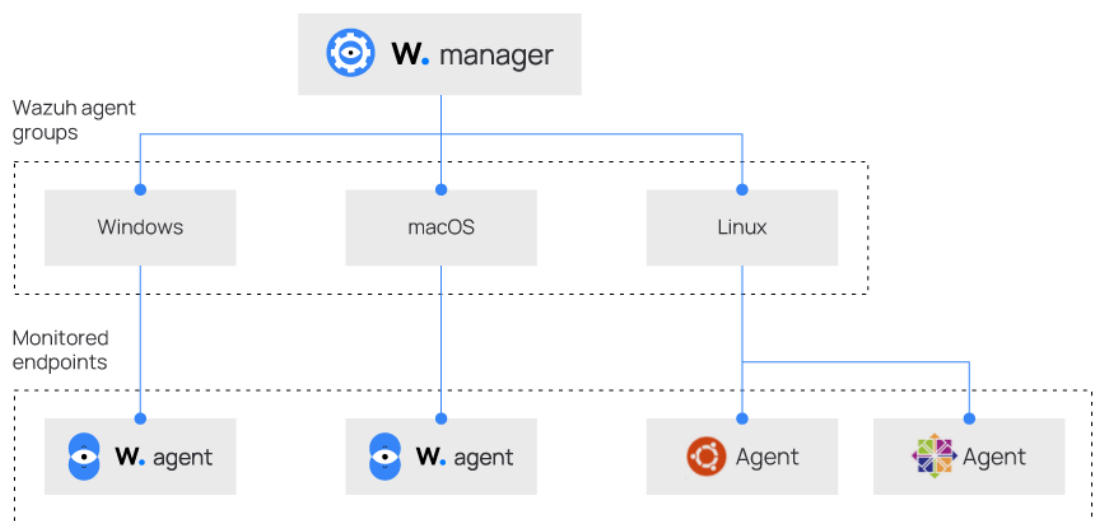 W. manager
Wazuh agent
groups
Windows
macOS
Linux
Monitored
endpoints
W. agent
W. agent
Agent
Agent